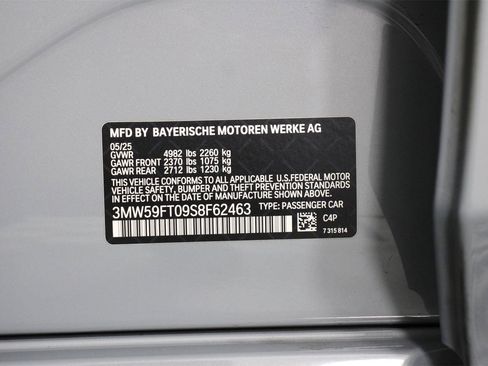 MFD BY BAYERISCHE MOTOREN WERKE AG
05/25
GVWR 4982 lbs 2260 kg
GAWR FRONT 2370 lbs 1075 kg
GAWR REAR 2712 lbs 1230 kg
THIS VEHICLE CONFORMS TO ALL APPLICABLE U.S.FEDERAL MOTOR
VEHICLE SAFETY, BUMPER AND THEFT PREVENTION STANDARDS IN
EFFECT ON THE DATE OF MANUFACTURE SHOWN ABOVE.
3MW59FT09S8F62463 TYPE: PASSENGER CAR
C4P
7 315 814